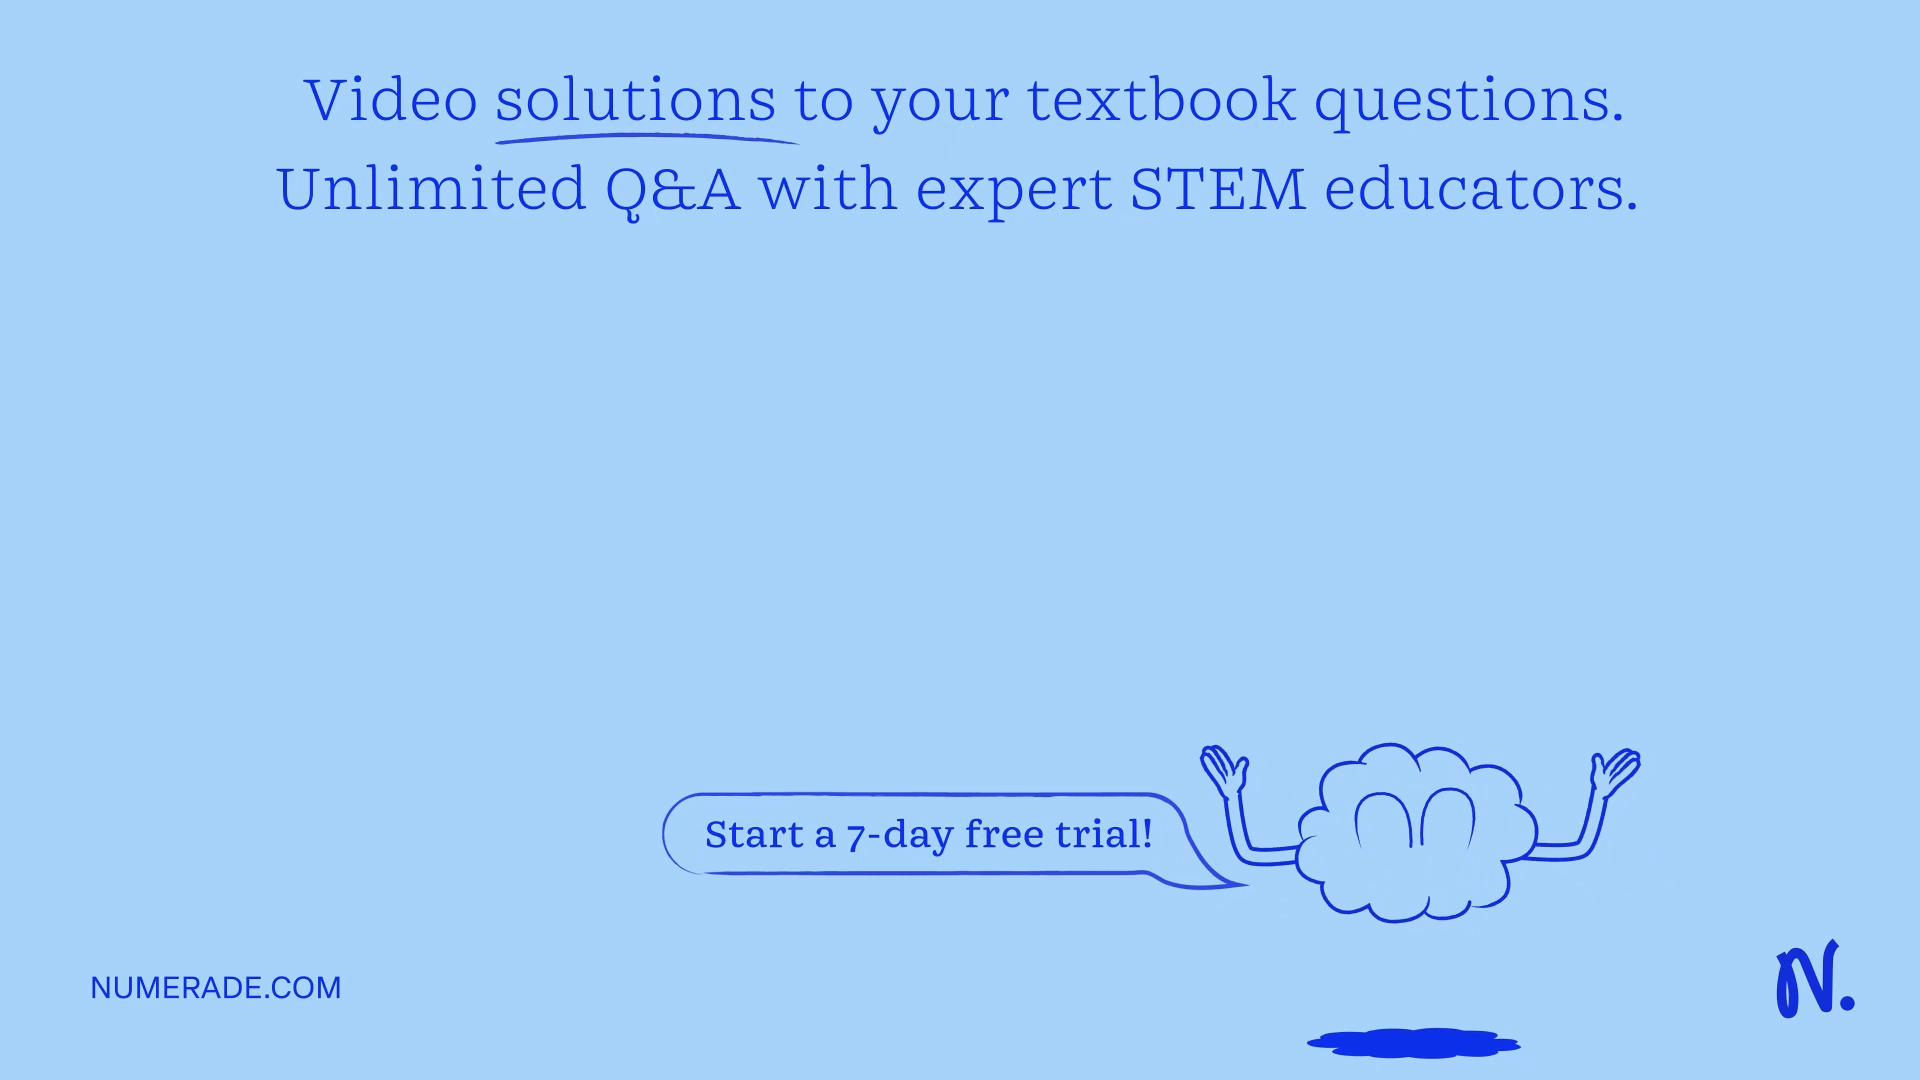 Video solutions to your textbook questions.
Unlimited Q&A with expert STEM educators.
Start a 7-day free trial!
NUMERADE.COM
N.